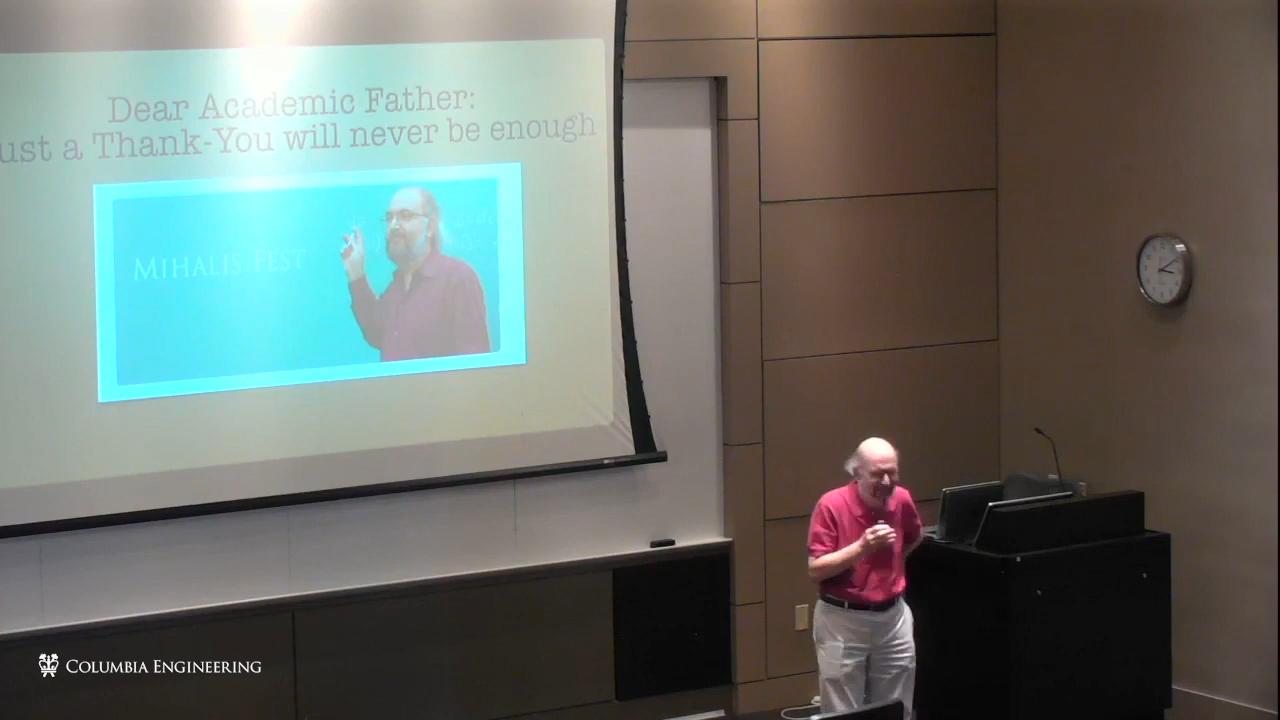 Dear Academic Father:
ust a Thank-You will never be enough
MIHALIS FEST
COLUMBIA ENGINEERING